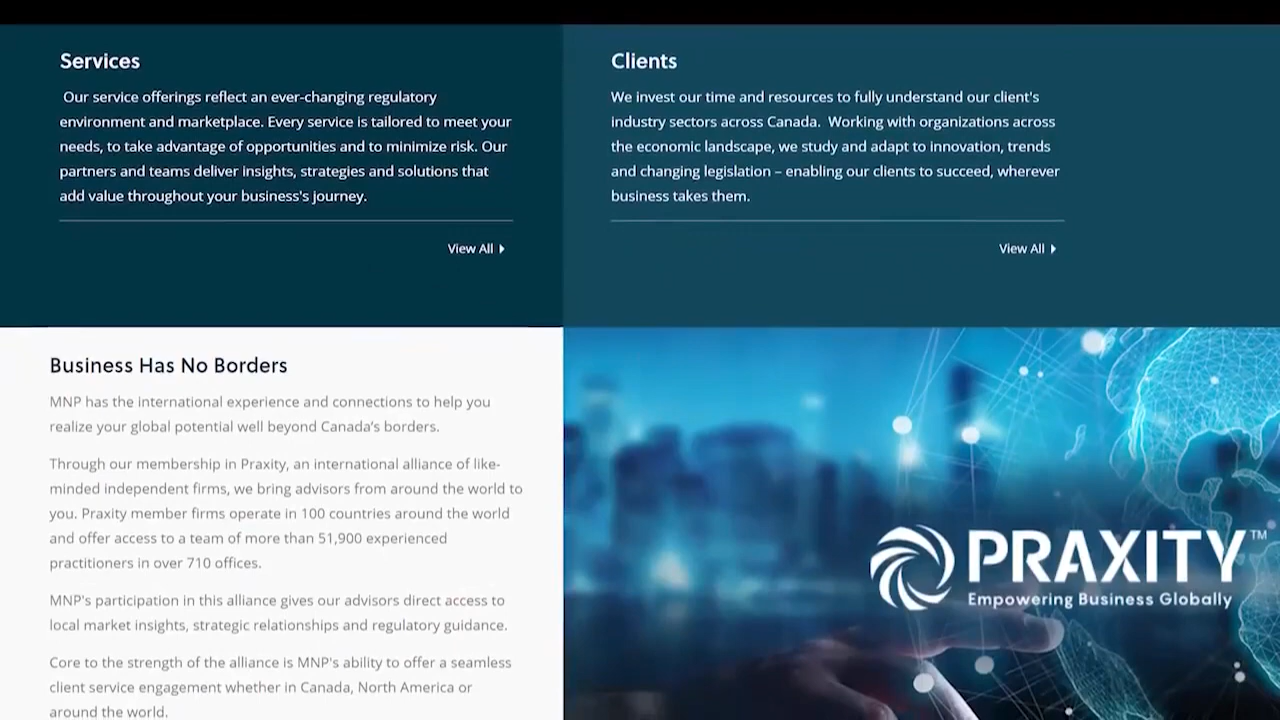 Services
Our service offerings reflect an ever-changing regulatory
environment and marketplace. Every service is tailored to meet your
needs, to take advantage of opportunities and to minimize risk. Our
partners and teams deliver insights, strategies and solutions that
add value throughout your business's journey.
View All
Clients
We invest our time and resources to fully understand our client's
industry sectors across Canada.  Working with organizations across
the economic landscape, we study and adapt to innovation, trends
and changing legislation – enabling our clients to succeed, wherever
business takes them.
View All
Business Has No Borders
MNP has the international experience and connections to help you
realize your global potential well beyond Canada’s borders.
Through our membership in Praxity, an international alliance of like-
minded independent firms, we bring advisors from around the world to
you. Praxity member firms operate in 100 countries around the world
and offer access to a team of more than 51,900 experienced
practitioners in over 710 offices.
MNP's participation in this alliance gives our advisors direct access to
local market insights, strategic relationships and regulatory guidance.
Core to the strength of the alliance is MNP's ability to offer a seamless
client service engagement whether in Canada, North America or
around the world.
PRAXITY™
Empowering Business Globally